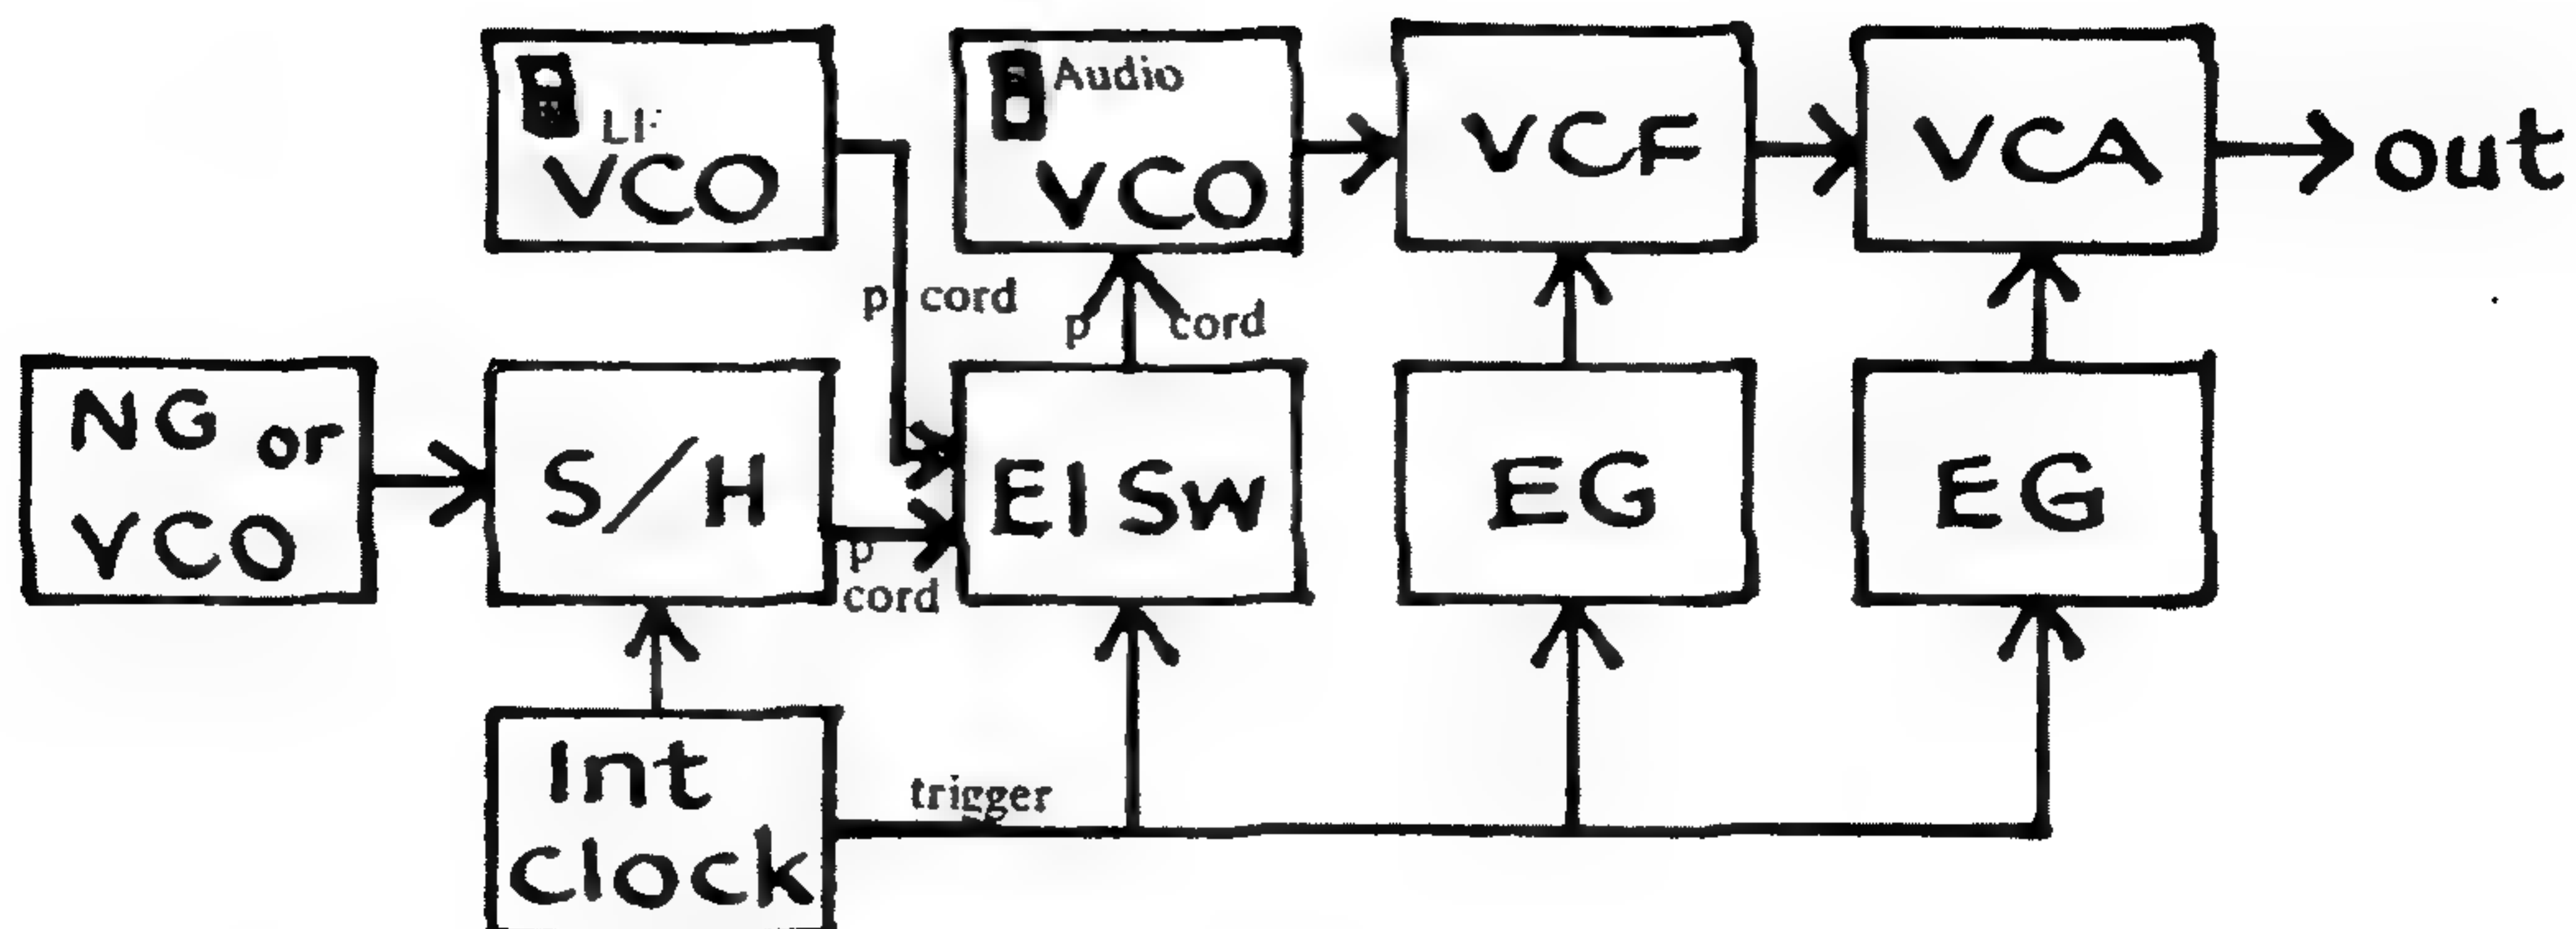 LF
VCO
Audio
VCO
VCF
VCA
out
p cord
p cord
NG or
VCO
S/H
p
cord
El Sw
EG
EG
Int
Clock
trigger